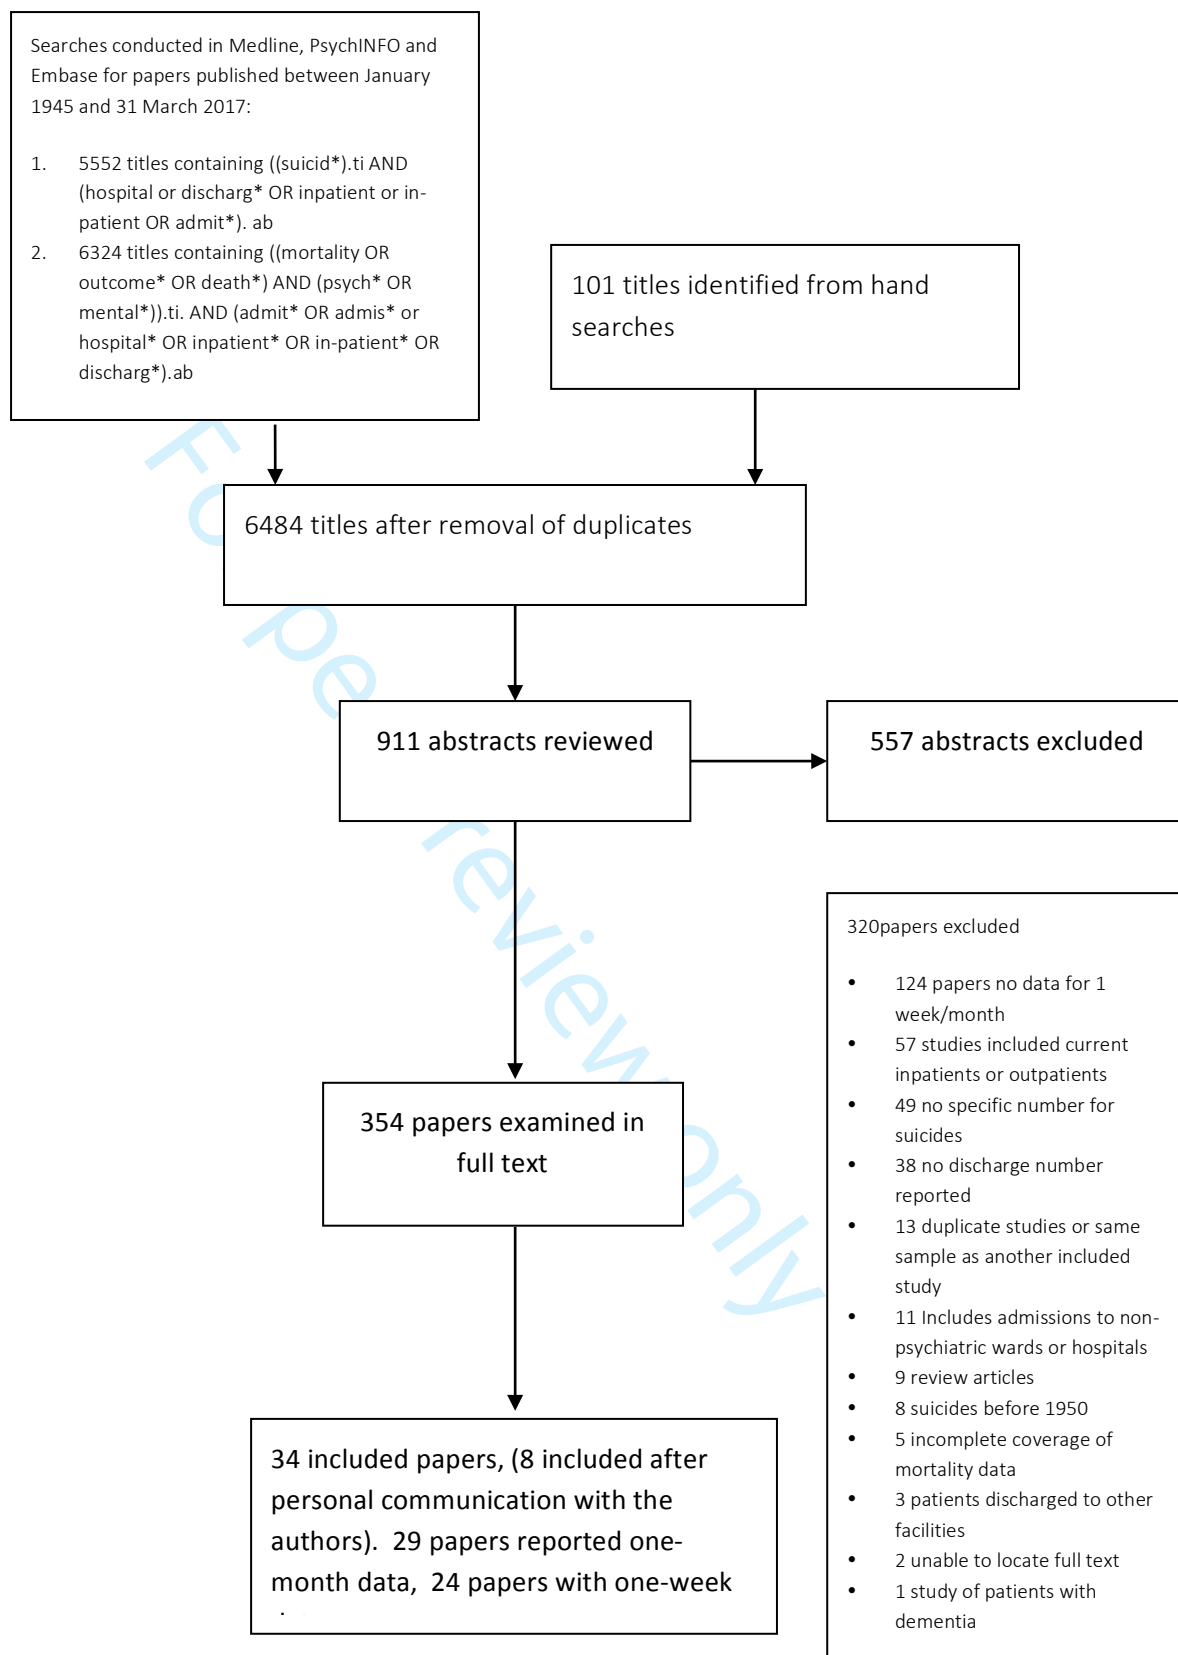 Searches conducted in Medline, PsychINFO and
Embase for papers published between January
1945 and 31 March 2017:
1. 5552 titles containing ((suicid*).ti AND
(hospital or discharg* OR inpatient or in-
patient OR admit*). ab
2. 6324 titles containing ((mortality OR
outcome* OR death*) AND (psych* OR
mental*)).ti. AND (admit* OR admis* or
hospital* OR inpatient* OR in-patient* OR
discharg*).ab
101 titles identified from hand
searches
6484 titles after removal of duplicates
911 abstracts reviewed
557 abstracts excluded
354 papers examined in
full text
320papers excluded
• 124 papers no data for 1
week/month
• 57 studies included current
inpatients or outpatients
• 49 no specific number for
suicides
• 38 no discharge number
reported
• 13 duplicate studies or same
sample as another included
study
• 11 Includes admissions to non-
psychiatric wards or hospitals
• 9 review articles
• 8 suicides before 1950
• 5 incomplete coverage of
mortality data
• 3 patients discharged to other
facilities
• 2 unable to locate full text
• 1 study of patients with
dementia
34 included papers, (8 included after
personal communication with the
authors).  29 papers reported one-
month data,  24 papers with one-week
For peer review only